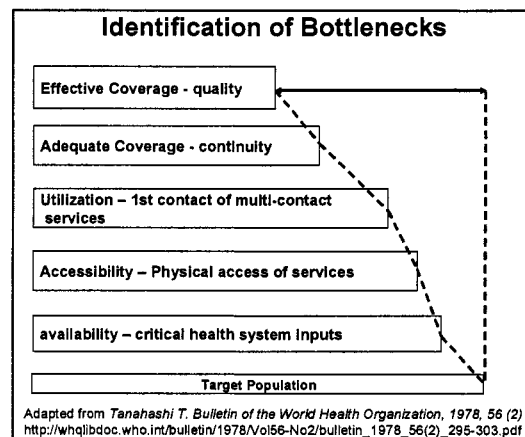 Identification of Bottlenecks
Effective Coverage - quality
Adequate Coverage - continuity
Utilization – 1st contact of multi-contact
services
Accessibility – Physical access of services
availability – critical health system inputs
Target Population
Adapted from Tanahashi T. Bulletin of the World Health Organization, 1978, 56 (2)
http://whqlibdoc.who.int/bulletin/1978/Vol56-No2/bulletin_1978_56(2)_295-303.pdf